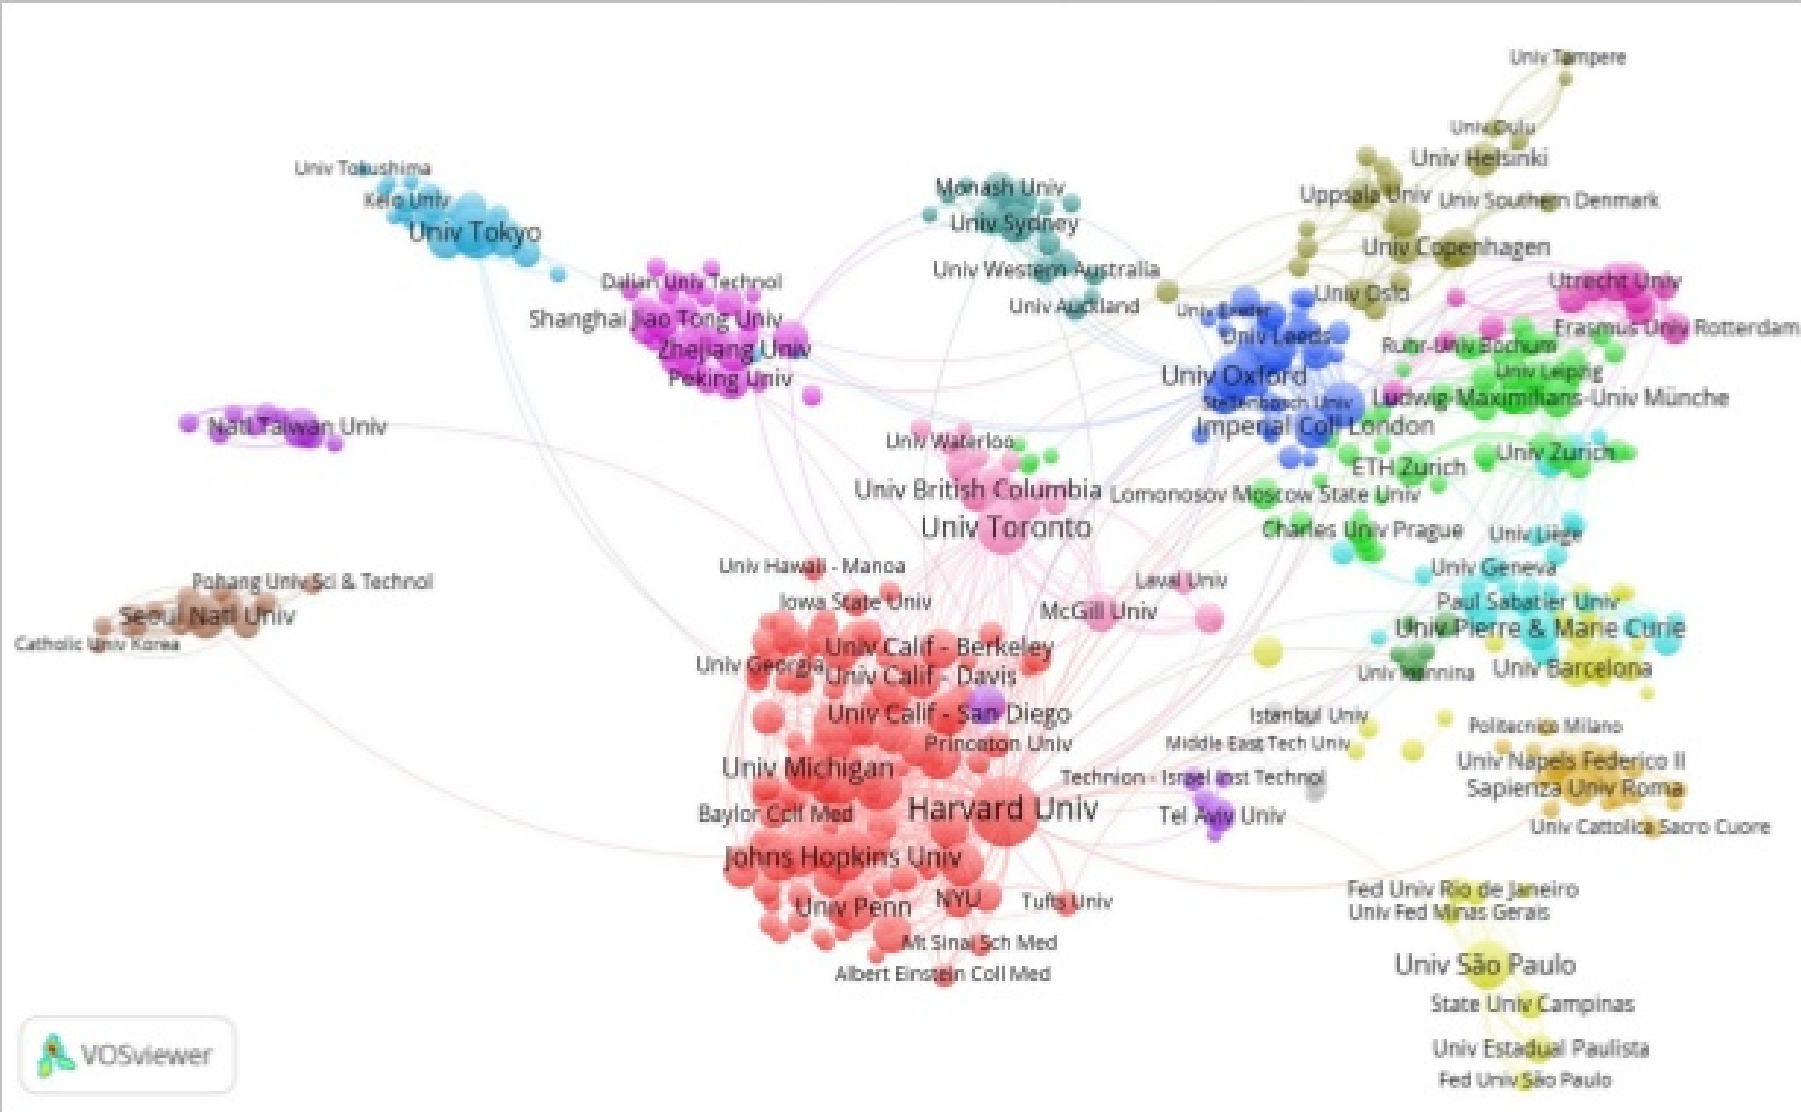 Univ Tampere
Univ Oulu
Univ Helsinki
Univ Tokushima
Keio Univ
Monash Univ
Uppsala Univ
Univ Southern Denmark
Univ Tokyo
Univ Sydney
Univ Copenhagen
Univ Western Australia
Dalian Univ Technol
Utrecht Univ
Univ Oslo
Univ Auckland
Univ Exeter
Shanghai Jiao Tong Univ
Erasmus Univ Rotterdam
Univ Leeds
Ruhr-Univ Bochum
Zhejiang Univ
Univ Leipzig
Univ Oxford
Peking Univ
Ludwig-Maximilians-Univ Münche
Stellenbosch Univ
Natl Taiwan Univ
Imperial Coll London
Univ Waterloo
Univ Zurich
ETH Zurich
Univ British Columbia
Lomonosov Moscow State Univ
Univ Toronto
Charles Univ Prague
Univ Liege
Univ Hawaii - Manoa
Univ Geneva
Pohang Univ Sci & Technol
Laval Univ
Iowa State Univ
Paul Sabatier Univ
McGill Univ
Seoul Natl Univ
Univ Pierre & Marie Curie
Catholic Univ Korea
Univ Calif - Berkeley
Univ Georgia
Univ Barcelona
Univ Ioannina
Univ Calif - Davis
Univ Calif - San Diego
Istanbul Univ
Politecnico Milano
Princeton Univ
Middle East Tech Univ
Univ Napels Federico II
Univ Michigan
Technion - Israel Inst Technol
Sapienza Univ Roma
Harvard Univ
Baylor Coll Med
Tel Aviv Univ
Univ Cattolica Sacro Cuore
Johns Hopkins Univ
Fed Univ Rio de Janeiro
NYU
Tufts Univ
Univ Penn
Univ Fed Minas Gerais
Mt Sinai Sch Med
Univ São Paulo
Albert Einstein Coll Med
State Univ Campinas
Univ Estadual Paulista
VOSviewer
Fed Univ São Paulo